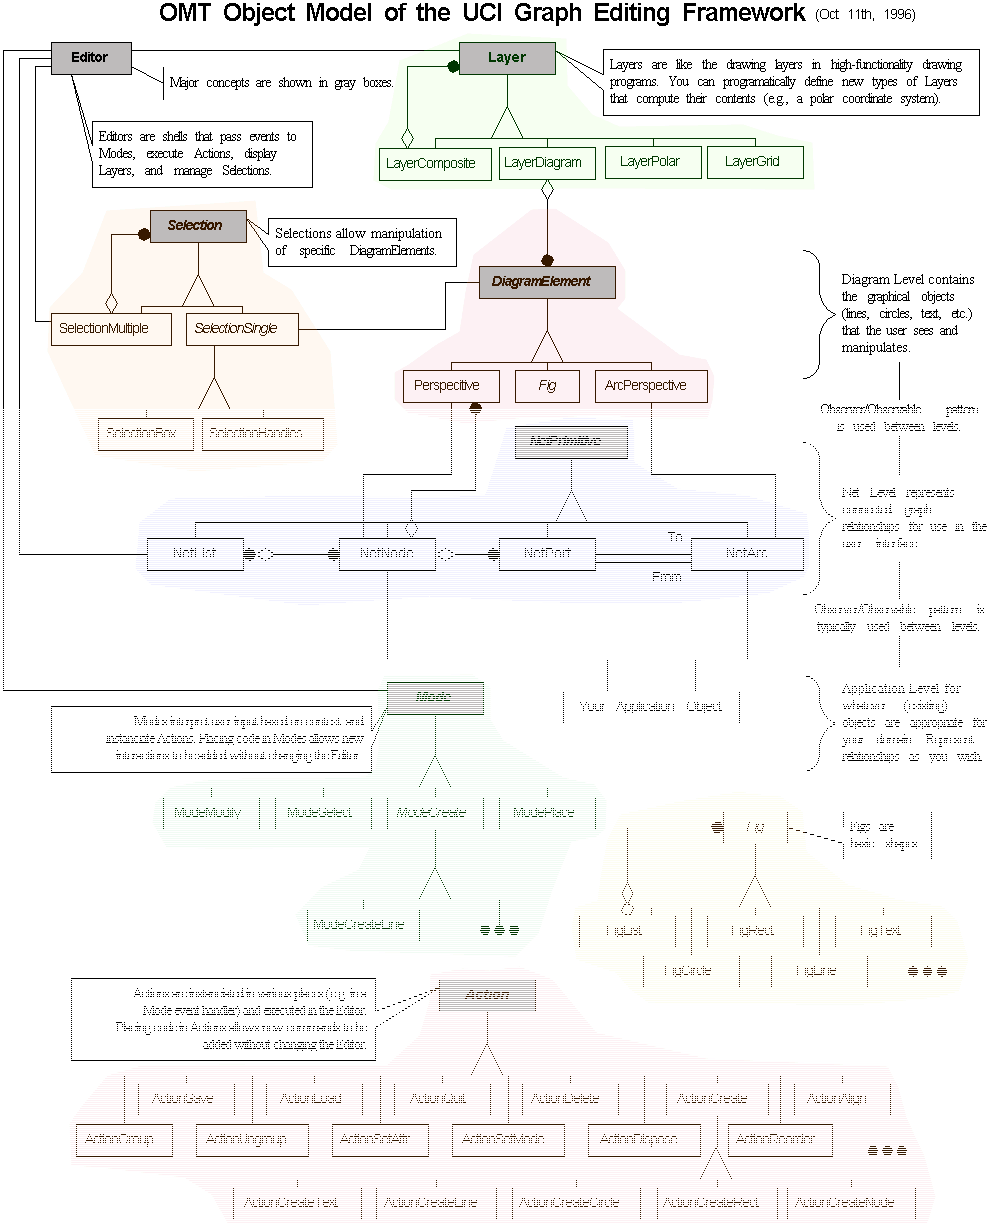 OMT Object Model of the UCI Graph Editing Framework (Oct 11th, 1996)
Editor
Major concepts are shown in gray boxes.
Editors are shells that pass events to
Modes, execute Actions, display
Layers, and manage Selections.
Layer
Layers are like the drawing layers in high-functionality drawing
programs. You can programatically define new types of Layers
that compute their contents (e.g., a polar coordinate system).
LayerComposite
LayerDiagram
LayerPolar
LayerGrid
Selection
Selections allow manipulation
of specific DiagramElements.
SelectionMultiple
SelectionSingle
SelectionBox
SelectionHandles
DiagramElement
Perspecitive
Fig
ArcPerspective
Diagram Level contains
the graphical objects
(lines, circles, text, etc.)
that the user sees and
manipulates.
Observer/Observable pattern
is used between levels.
NetPrimitive
NetList
NetNode
NetPort
NetArc
To
From
Net Level represents
connected graph
relationships for use in the
user interface.
Observer/Observable pattern is
typically used between levels.
Mode
Modes interpret user input based on context, and
instanciate Actions. Placing code in Modes allows new
interactions to be added without changing the Editor.
Your Application Object
Application Level for
whatever (existing)
objects are appropriate for
your domain. Represent
relationships as you wish.
ModeModify
ModeSelect
ModeCreate
ModePlace
ModeCreateLine
Fig
Figs are
basic shapes
FigList
FigRect
FigText
FigCircle
FigLine
Action
Actions are instanciated in various places (e.g. in a
Mode event handler) and executed in the Editor.
Placing code in Actions allows new commands to be
added without changing the Editor.
ActionSave
ActionLoad
ActionQuit
ActionDelete
ActionCreate
ActionAlign
ActionGroup
ActionUngroup
ActionSetAttr
ActionSetMode
ActionDispose
ActionReorder
ActionCreateText
ActionCreateLine
ActionCreateCircle
ActionCreateRect
ActionCreateNode